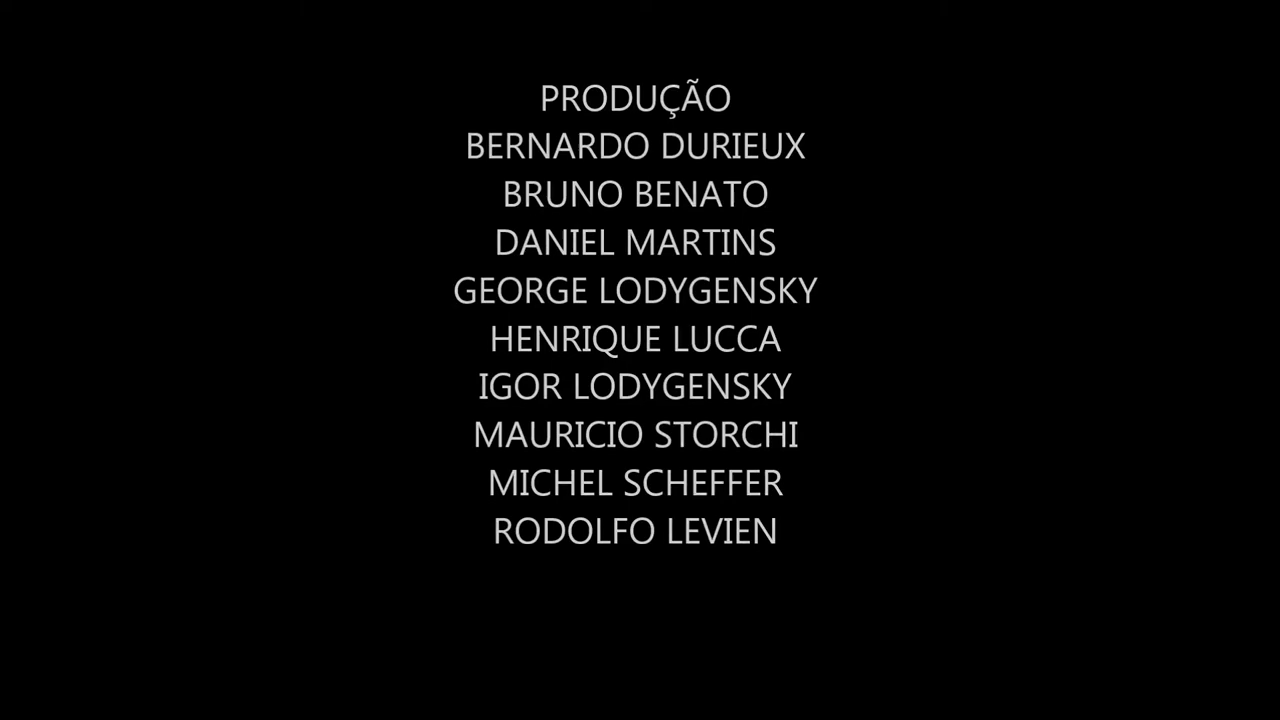 PRODUÇÃO
BERNARDO DURIEUX
BRUNO BENATO
DANIEL MARTINS
GEORGE LODYGENSKY
HENRIQUE LUCCA
IGOR LODYGENSKY
MAURICIO STORCHI
MICHEL SCHEFFER
RODOLFO LEVIEN